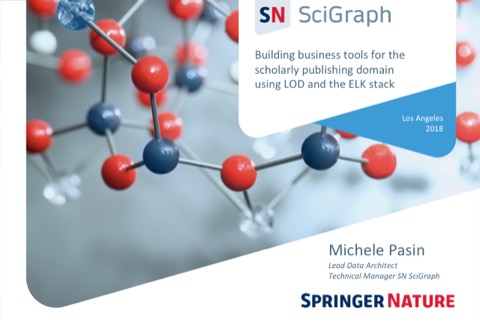 SN SciGraph
Building business tools for the
scholarly publishing domain
using LOD and the ELK stack
Los Angeles
2018
Michele Pasin
Lead Data Architect
Technical Manager SN SciGraph
SPRINGER NATURE